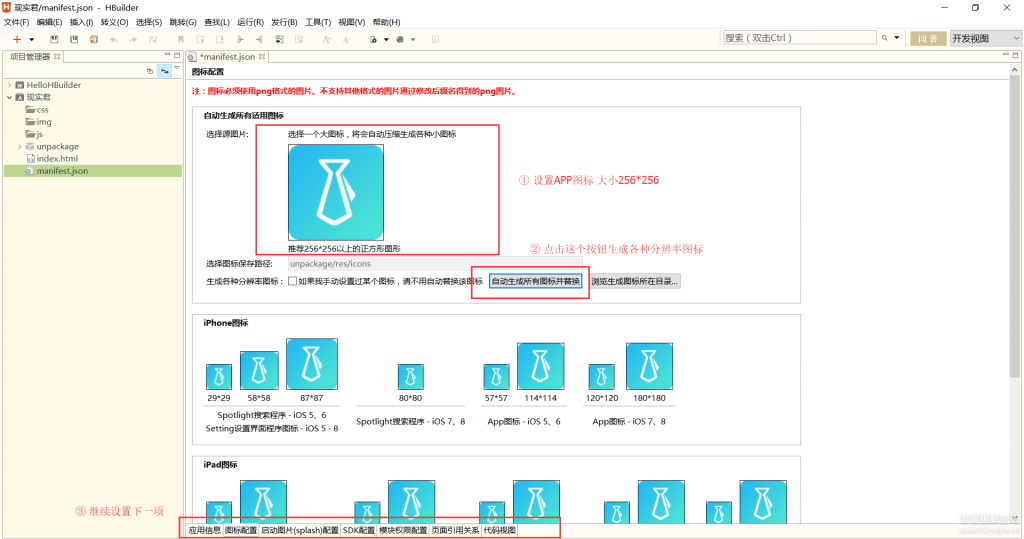 现实君/manifest.json - HBuilder
文件(F) 编辑(E) 插入(I) 转义(O) 选择(S) 跳转(G) 查找(L) 运行(R) 发行(B) 工具(T) 视图(V) 帮助(H)
搜索（双击Ctrl） 问 答 开发视图
项目管理器
*manifest.json
HelloHBuilder
现实君
css
img
js
unpackage
index.html
manifest.json
图标配置
注：图标必须使用png格式的图片。不支持其他格式的图片通过修改后缀名得到的png图片。
自动生成所有适用图标
选择源图片: 选择一个大图标，将会自动压缩生成各种小图标
① 设置APP图标 大小256*256
推荐256*256以上的正方形图形
② 点击这个按钮生成各种分辨率图标
选择图标保存路径: unpackage/res/icons
生成各种分辨率图标： 如果我手动设置过某个图标，请不用自动替换该图标 自动生成所有图标并替换 浏览生成图标所在目录...
iPhone图标
29*29 58*58 87*87 80*80 57*57 114*114 120*120 180*180
Spotlight搜索程序 - iOS 5、6
Setting设置界面程序图标 - iOS 5 - 8
Spotlight搜索程序 - iOS 7、8
App图标 - iOS 5、6
App图标 - iOS 7、8
iPad图标
③ 继续设置下一项
应用信息 图标配置 启动图片(splash)配置 SDK配置 模块权限配置 页面引用关系 代码视图